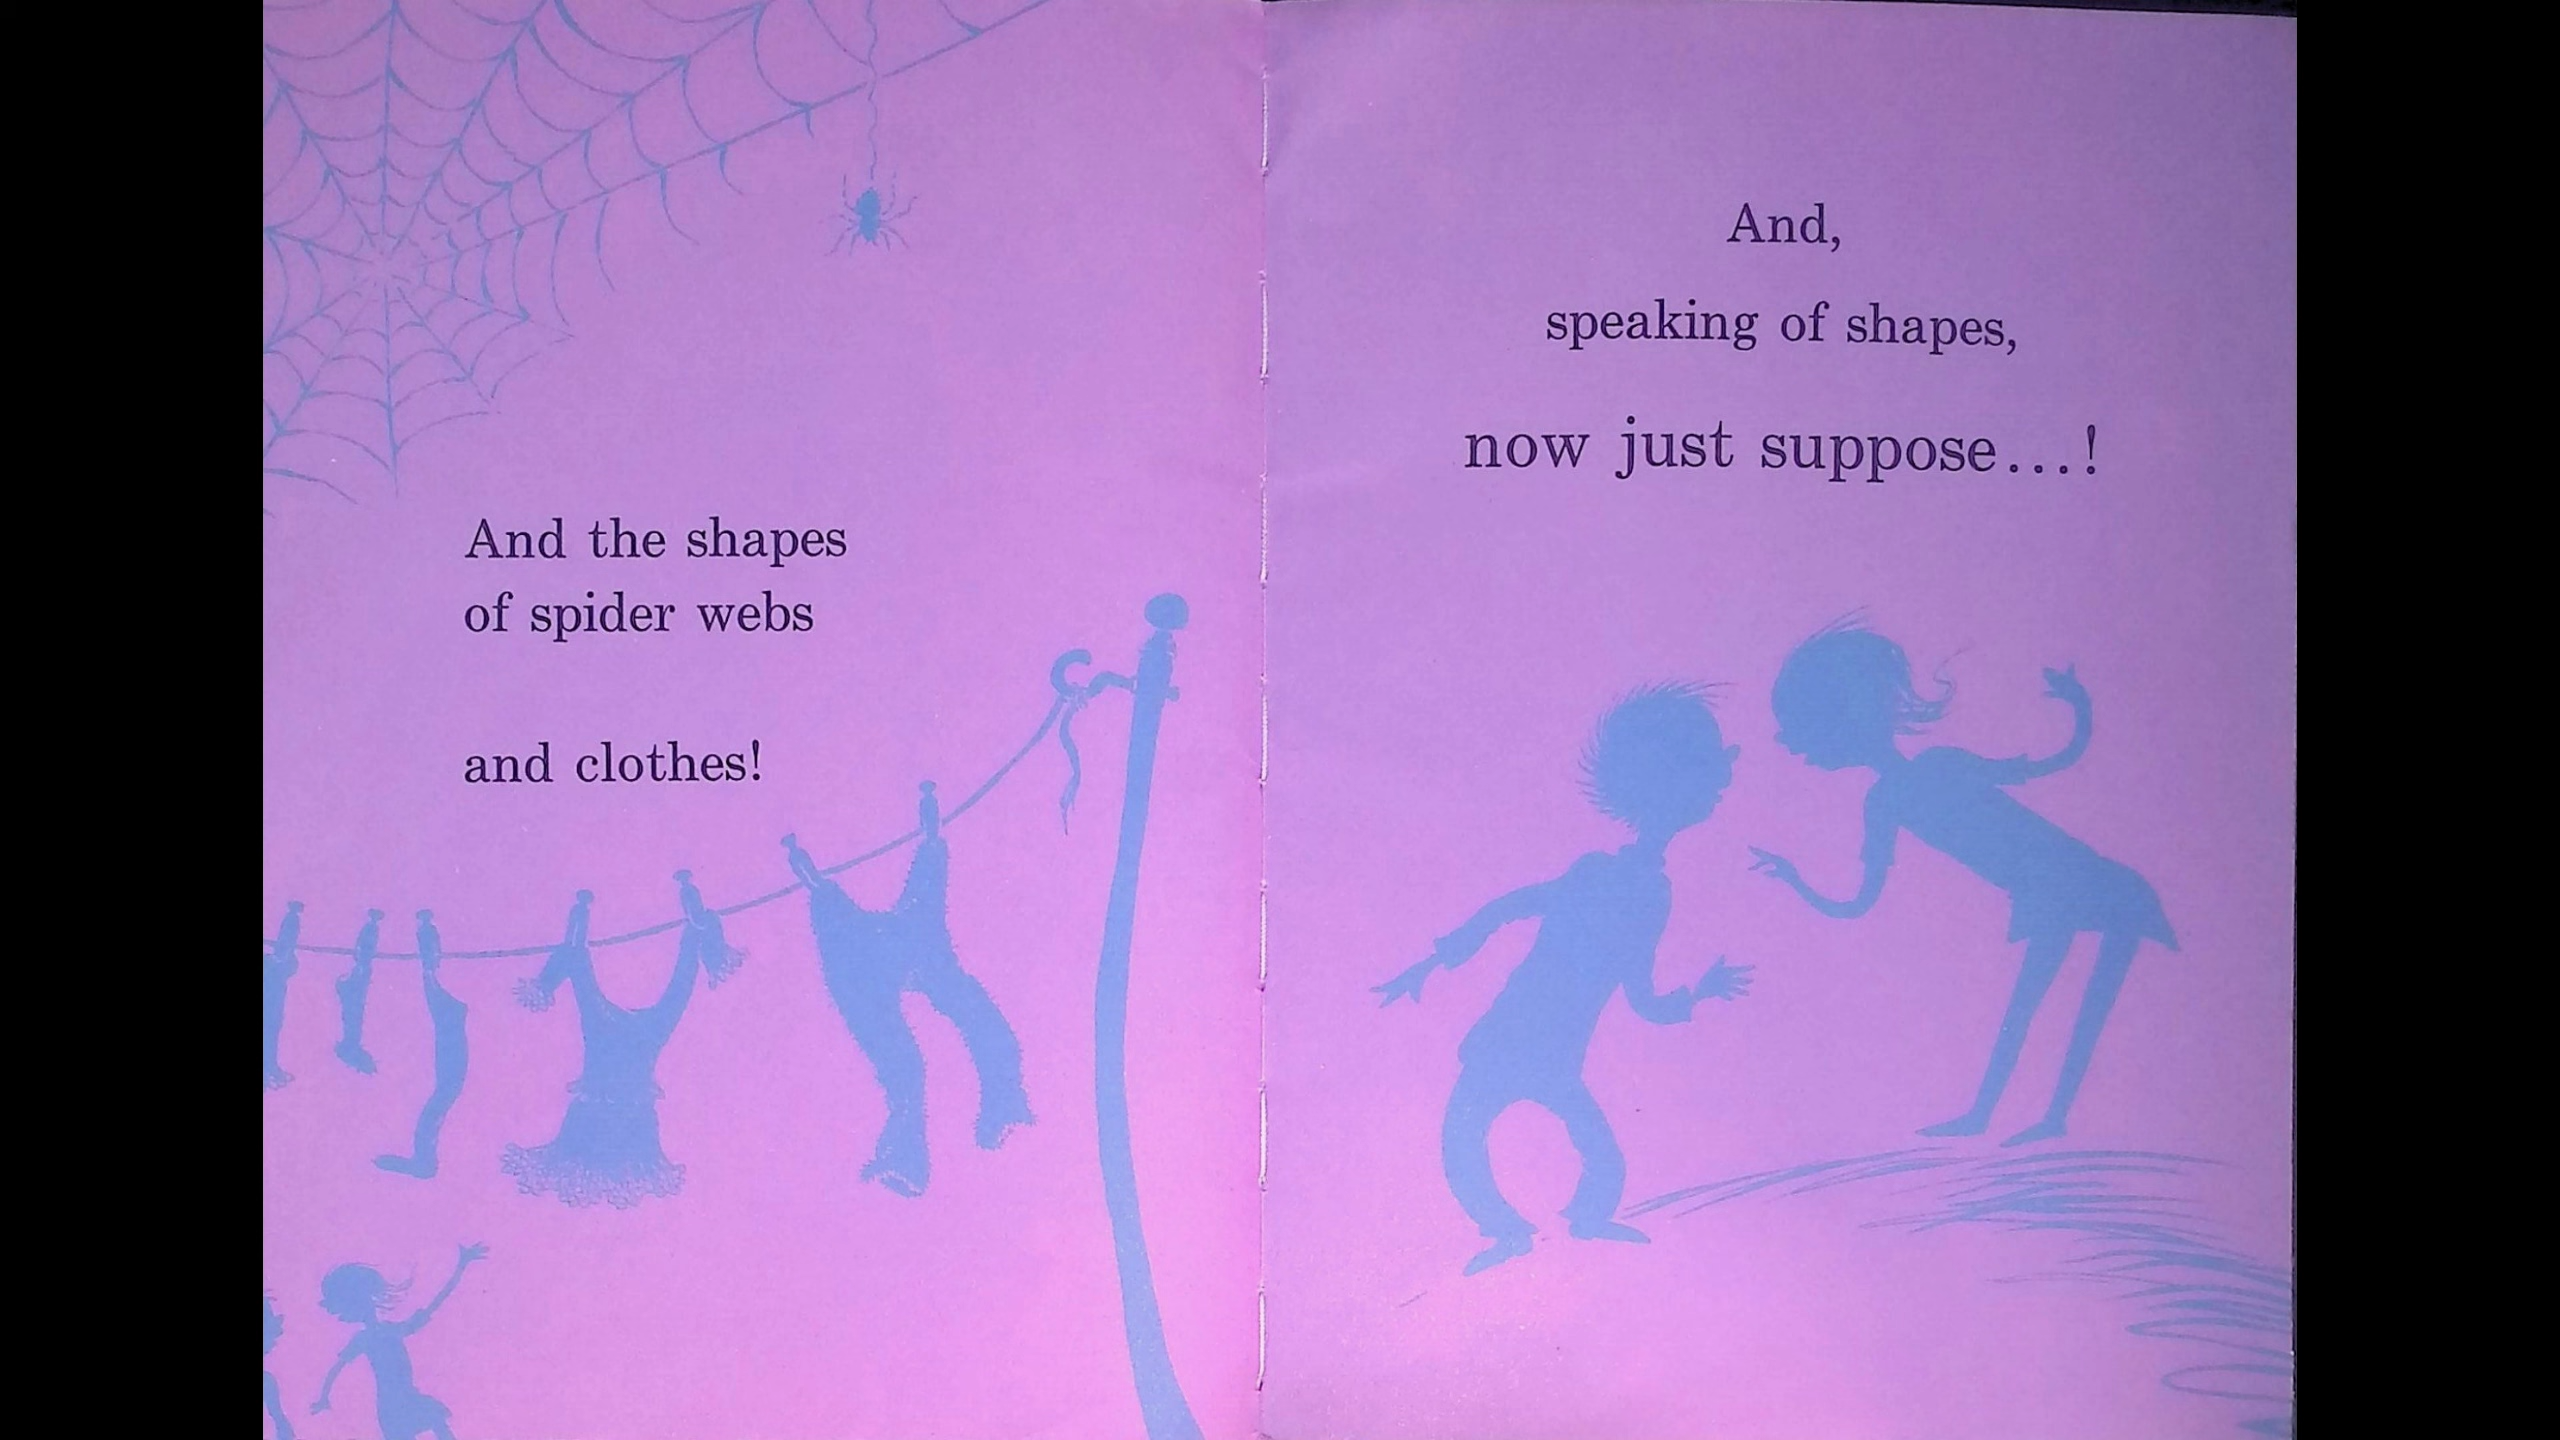 And the shapes
of spider webs
and clothes!
And,
speaking of shapes,
now just suppose...!